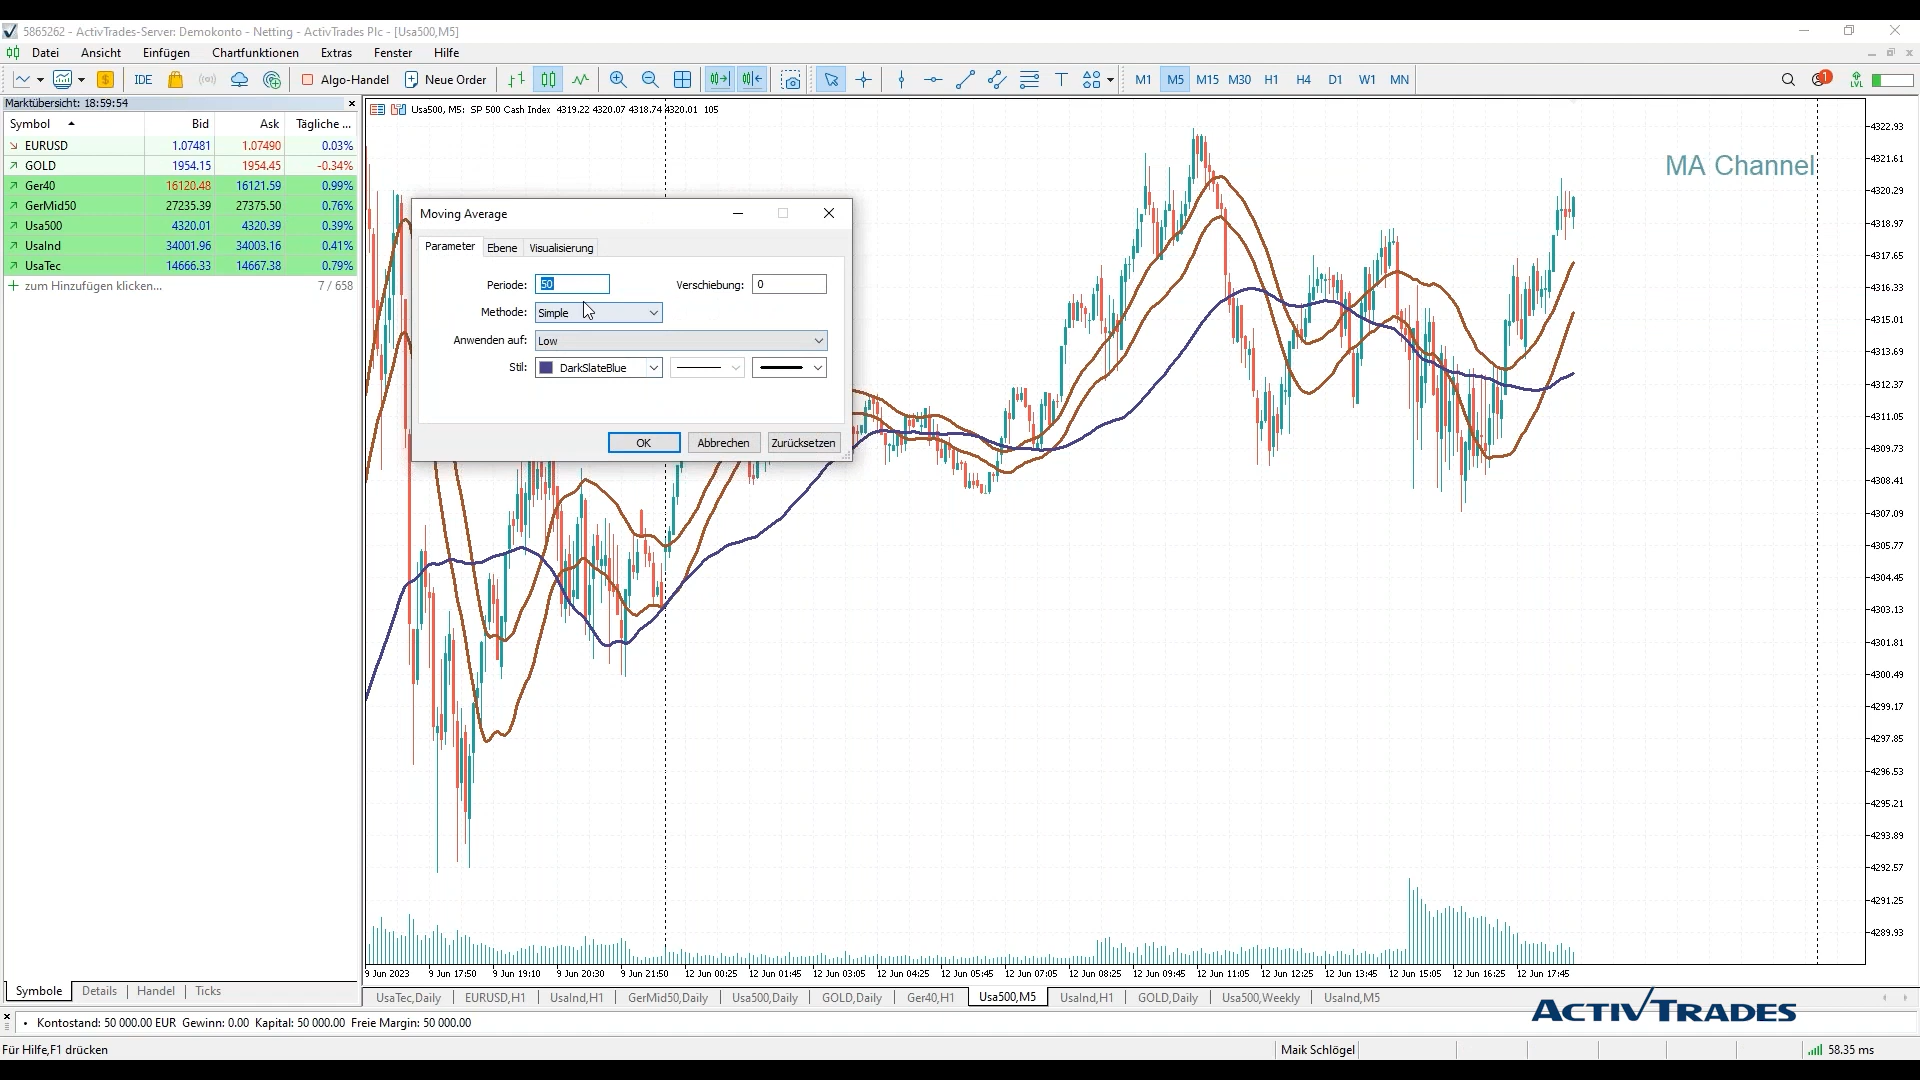 5865262 - ActivTrades-Server: Demokonto - Netting - ActivTrades Plc - [Usa500,M5]
Datei Ansicht Einfügen Chartfunktionen Extras Fenster Hilfe
IDE Algo-Handel Neue Order T M1 M5 M15 M30 H1 H4 D1 W1 MN 1 LVL
Marktübersicht: 18:59:54
Symbol Bid Ask Tägliche ...
EURUSD 1.07481 1.07490 0.03%
GOLD 1954.15 1954.45 -0.34%
Ger40 16120.48 16121.59 0.99%
GerMid50 27235.39 27375.50 0.76%
Usa500 4320.01 4320.39 0.39%
UsaInd 34001.96 34003.16 0.41%
UsaTec 14666.33 14667.38 0.79%
zum Hinzufügen klicken... 7 / 658
Usa500, M5: SP 500 Cash Index 4319.22 4320.07 4318.74 4320.01 105
MA Channel
Moving Average
Parameter Ebene Visualisierung
Periode: 50 Verschiebung: 0
Methode: Simple
Anwenden auf: Low
Stil: DarkSlateBlue
OK Abbrechen Zurücksetzen
4322.93
4321.61
4320.29
4318.97
4317.65
4316.33
4315.01
4313.69
4312.37
4311.05
4309.73
4308.41
4307.09
4305.77
4304.45
4303.13
4301.81
4300.49
4299.17
4297.85
4296.53
4295.21
4293.89
4292.57
4291.25
4289.93
9 Jun 2023 9 Jun 17:50 9 Jun 19:10 9 Jun 20:30 9 Jun 21:50 12 Jun 00:25 12 Jun 01:45 12 Jun 03:05 12 Jun 04:25 12 Jun 05:45 12 Jun 07:05 12 Jun 08:25 12 Jun 09:45 12 Jun 11:05 12 Jun 12:25 12 Jun 13:45 12 Jun 15:05 12 Jun 16:25 12 Jun 17:45
Symbole Details Handel Ticks
UsaTec,Daily EURUSD,H1 UsaInd,H1 GerMid50,Daily Usa500,Daily GOLD,Daily Ger40,H1 Usa500,M5 UsaInd,H1 GOLD,Daily Usa500,Weekly UsaInd,M5
ACTIVTRADES
Kontostand: 50 000.00 EUR Gewinn: 0.00 Kapital: 50 000.00 Freie Margin: 50 000.00
Für Hilfe,F1 drücken Maik Schlögel 58.35 ms